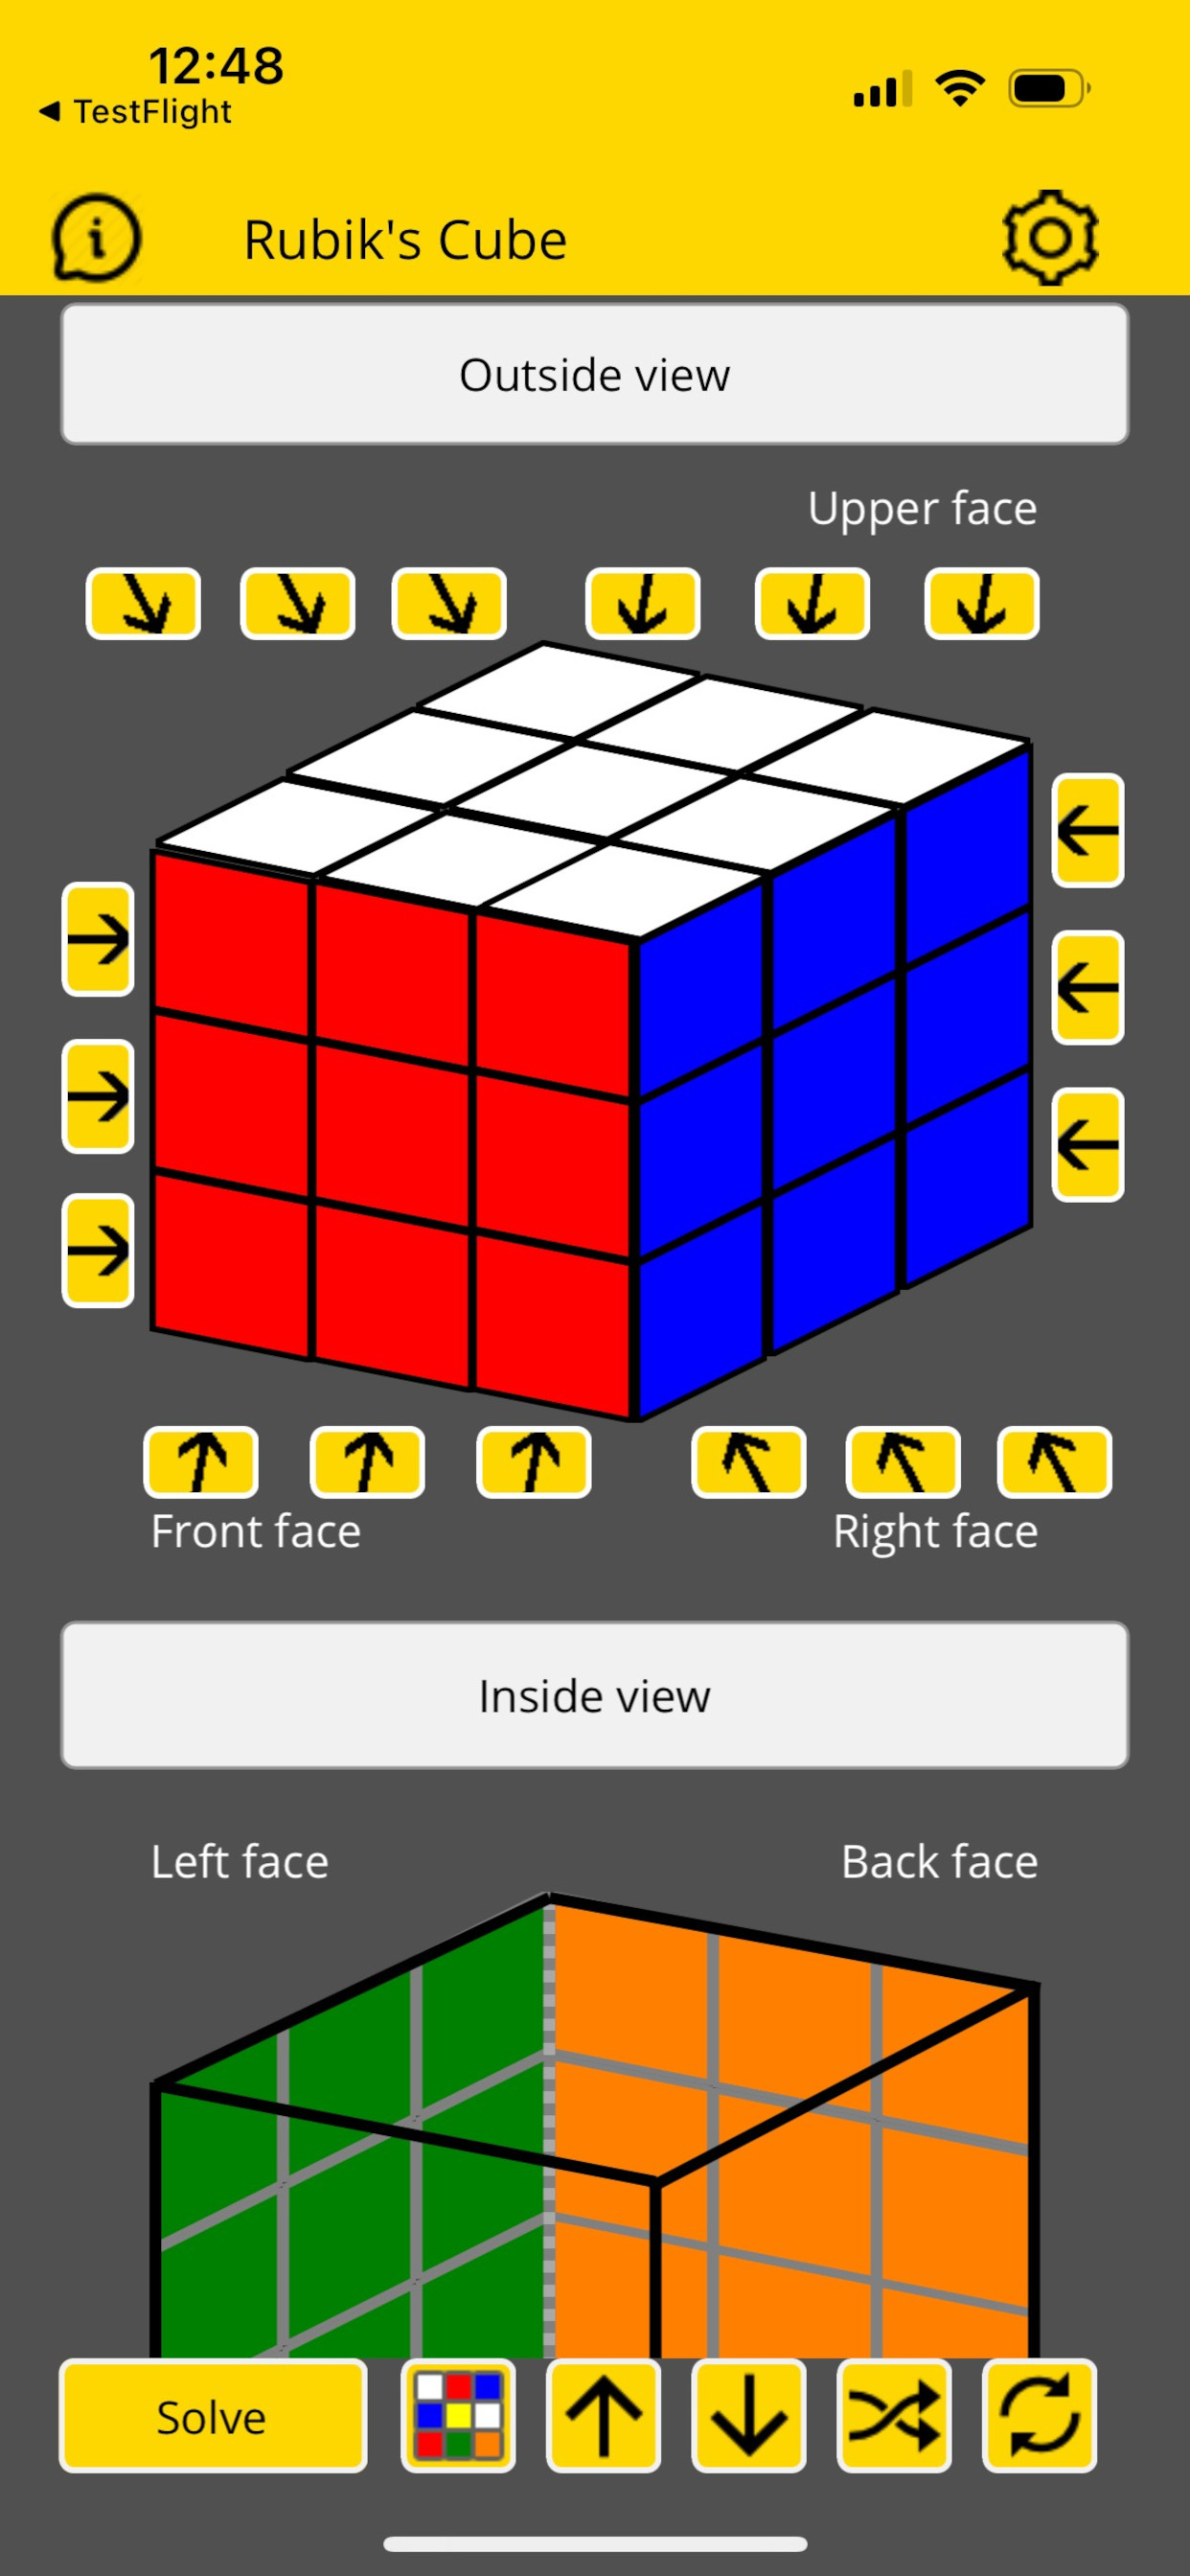 12:48
TestFlight
Rubik's Cube
Outside view
Upper face
Front face
Right face
Inside view
Left face
Back face
Solve